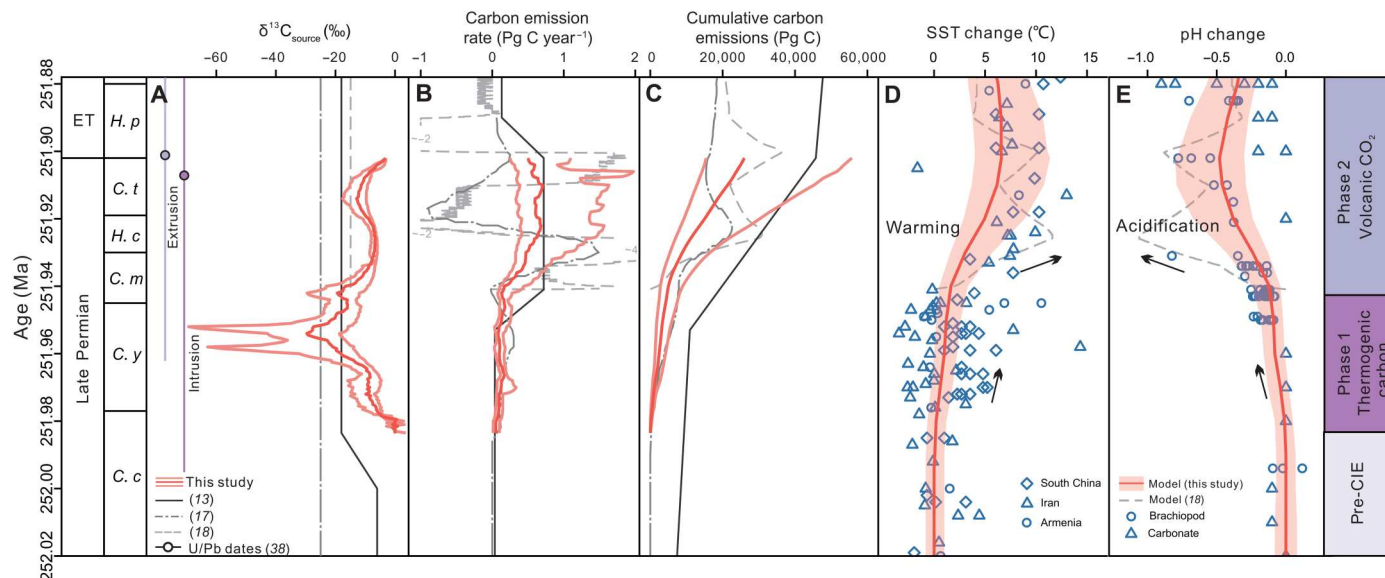 δ¹³C source (‰)
−60 −40 −20 0
Carbon emission
rate (Pg C year⁻¹)
−1 0 1 2
Cumulative carbon
emissions (Pg C)
0 20,000 40,000 60,000
SST change (℃)
0 5 10
pH change
−1.0 −0.5 0.0
A
B
C
D
E
Age (Ma)
251.88
251.90
251.92
251.94
251.96
251.98
252.00
252.02
ET
Late Permian
H. p
C. t
H. c
C. m
C. y
C. c
Extrusion
Intrusion
This study
(13)
(17)
(18)
U/Pb dates (38)
−2
−2
−4
Warming
South China
Iran
Armenia
Acidification
Model (this study)
Model (18)
Brachiopod
Carbonate
Phase 2
Volcanic CO₂
Phase 1
Thermogenic
carbon
Pre-CIE